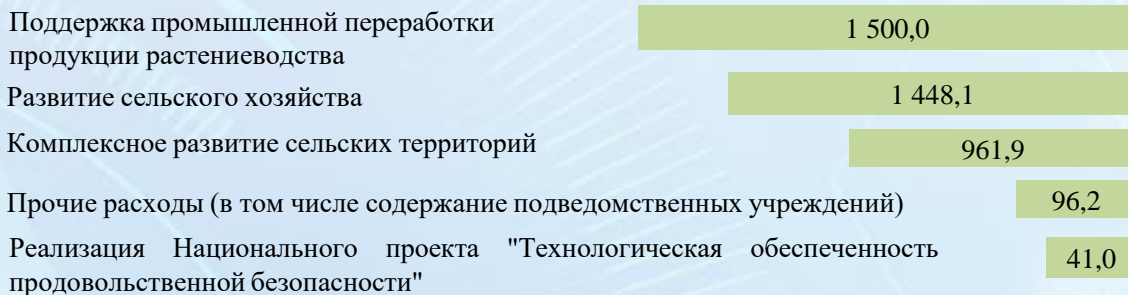 Поддержка промышленной переработки
продукции растениеводства
1 500,0
Развитие сельского хозяйства
1 448,1
Комплексное развитие сельских территорий
961,9
Прочие расходы (в том числе содержание подведомственных учреждений)
96,2
Реализация Национального проекта "Технологическая обеспеченность
продовольственной безопасности"
41,0